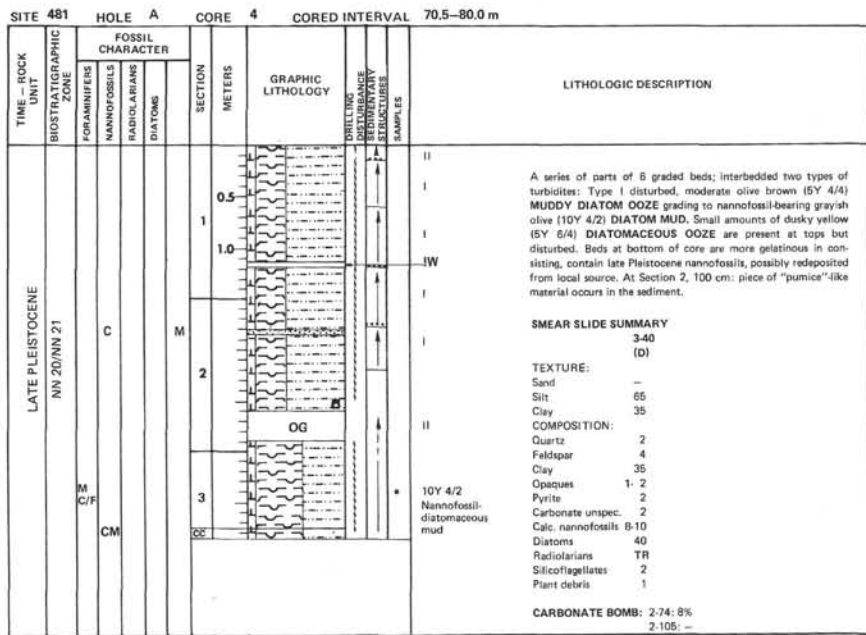 SITE 481 HOLE A CORE 4 CORED INTERVAL 70.5–80.0 m
TIME – ROCK UNIT
BIOSTRATIGRAPHIC ZONE
FOSSIL CHARACTER
FORAMINIFERS
NANNOFOSSILS
RADIOLARIANS
DIATOMS
SECTION
METERS
GRAPHIC LITHOLOGY
DRILLING DISTURBANCE
SEDIMENTARY STRUCTURES
SAMPLES
LITHOLOGIC DESCRIPTION
LATE PLEISTOCENE
NN 20/NN 21
M
C/F
C
CM
M
1
2
3
CC
0.5
1.0
OG
II
I
I
IW
I
I
II
10Y 4/2
Nannofossil-
diatomaceous
mud
A series of parts of 6 graded beds; interbedded two types of
turbidites: Type I disturbed, moderate olive brown (5Y 4/4)
MUDDY DIATOM OOZE grading to nannofossil-bearing grayish
olive (10Y 4/2) DIATOM MUD. Small amounts of dusky yellow
(5Y 6/4) DIATOMACEOUS OOZE are present at tops but
disturbed. Beds at bottom of core are more gelatinous in con-
sisting, contain late Pleistocene nannofossils, possibly redeposited
from local source. At Section 2, 100 cm: piece of "pumice"-like
material occurs in the sediment.
SMEAR SLIDE SUMMARY
3-40
(D)
TEXTURE:
Sand –
Silt 65
Clay 35
COMPOSITION:
Quartz 2
Feldspar 4
Clay 35
Opaques 1- 2
Pyrite 2
Carbonate unspec. 2
Calc. nannofossils 8-10
Diatoms 40
Radiolarians TR
Silicoflagellates 2
Plant debris 1
CARBONATE BOMB: 2-74: 8%
2-105: –